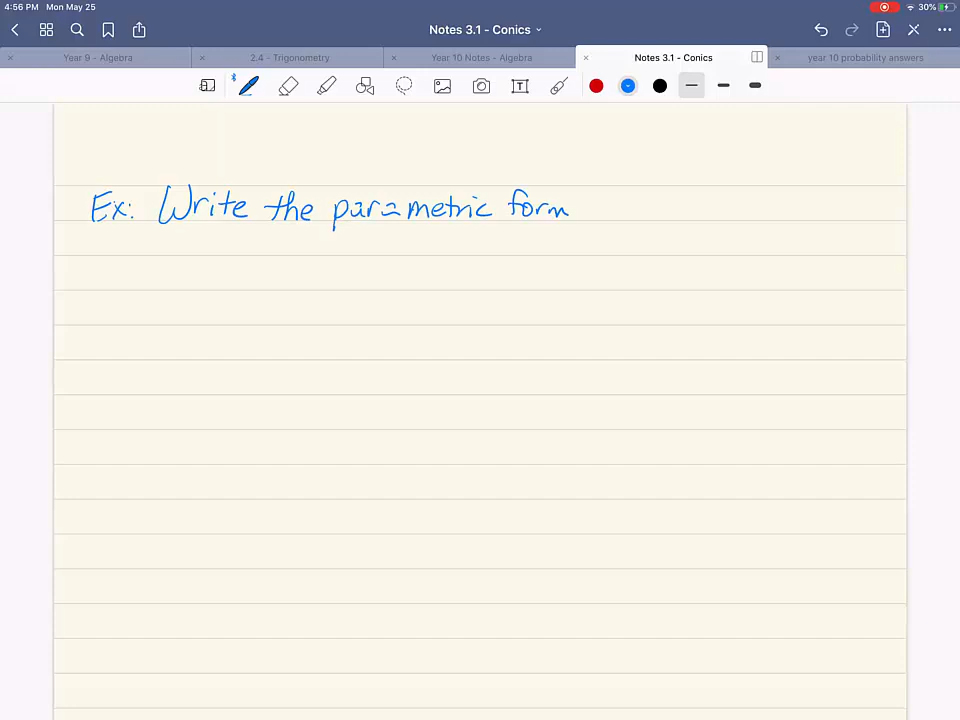 4:56 PM Mon May 25
30%
Notes 3.1 - Conics
Year 9 - Algebra
2.4 - Trigonometry
Year 10 Notes - Algebra
Notes 3.1 - Conics
year 10 probability answers
Ex: Write the parametric form